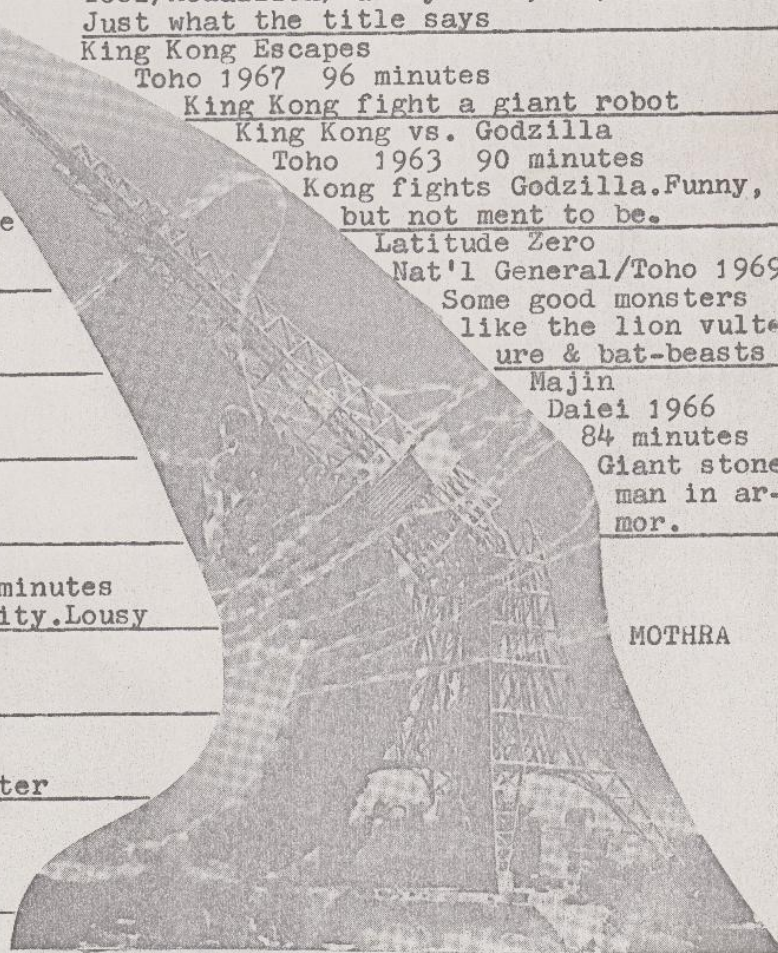 Just what the title says
King Kong Escapes
Toho 1967 96 minutes
King Kong fight a giant robot
King Kong vs. Godzilla
Toho 1963 90 minutes
Kong fights Godzilla.Funny,
but not ment to be.
Latitude Zero
Nat'l General/Toho 1969
Some good monsters
like the lion vulte
ure & bat-beasts
Majin
Daiei 1966
84 minutes
Giant stone
man in ar-
mor.
MOTHRA
e
minutes
ity.Lousy
ter